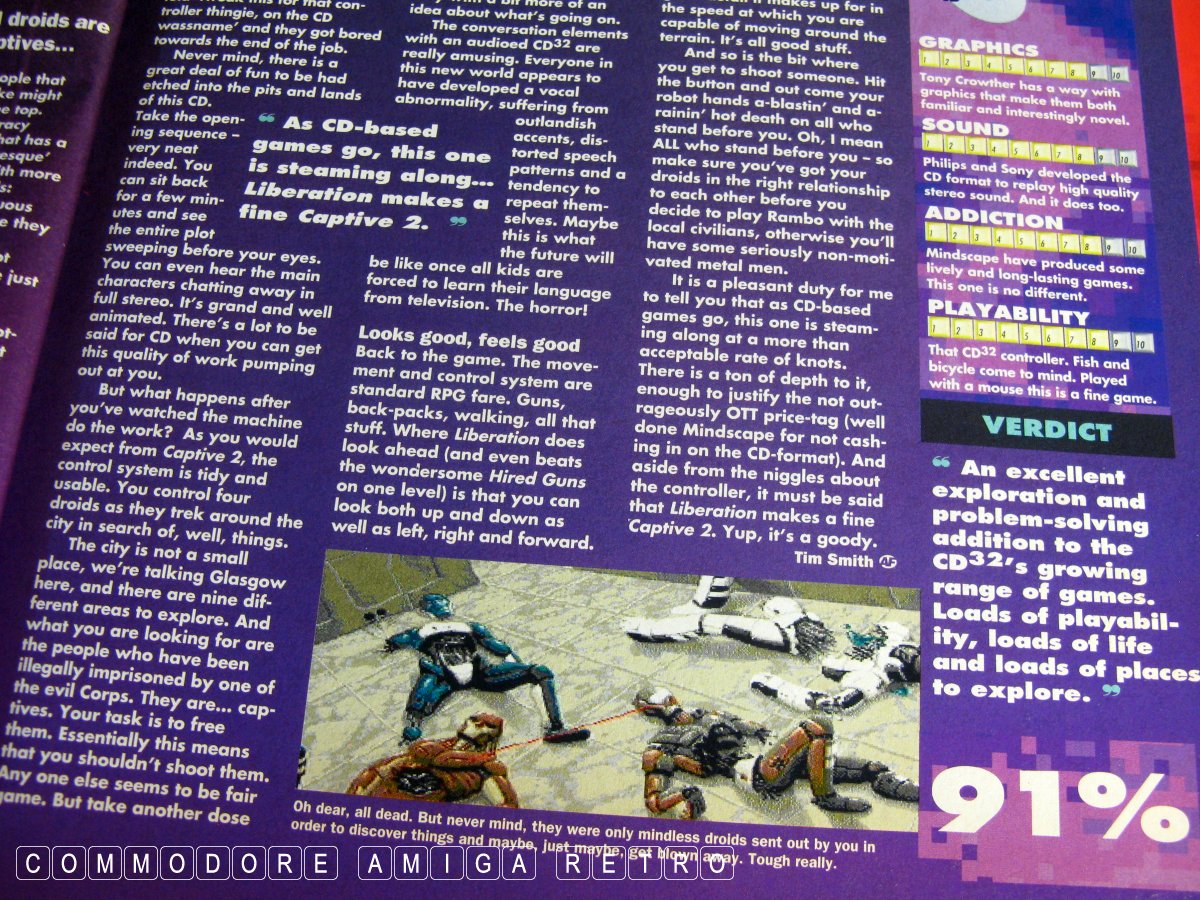 l droids are
ptives...
ople that
ke might
e top.
racy
hat has a
esque'
th more
s:
uous
e they
just
troller thingie, on the CD
wassname' and they got bored
towards the end of the job.
Never mind, there is a
great deal of fun to be had
etched into the pits and lands
of this CD.
Take the open-
ing sequence –
very neat
indeed. You
can sit back
for a few min-
utes and see
the entire plot
sweeping before your eyes.
You can even hear the main
characters chatting away in
full stereo. It's grand and well
animated. There's a lot to be
said for CD when you can get
this quality of work pumping
out at you.
But what happens after
you've watched the machine
do the work? As you would
expect from Captive 2, the
control system is tidy and
usable. You control four
droids as they trek around the
city in search of, well, things.
The city is not a small
place, we're talking Glasgow
here, and there are nine dif-
ferent areas to explore. And
what you are looking for are
the people who have been
illegally imprisoned by one of
the evil Corps. They are... cap-
tives. Your task is to free
them. Essentially this means
that you shouldn't shoot them.
Any one else seems to be fair
game. But take another dose
“ As CD-based
games go, this one
is steaming along...
Liberation makes a
fine Captive 2. ”
idea about what's going on.
The conversation elements
with an audioed CD32 are
really amusing. Everyone in
this new world appears to
have developed a vocal
abnormality, suffering from
outlandish
accents, dis-
torted speech
patterns and a
tendency to
repeat them-
selves. Maybe
this is what
the future will
be like once all kids are
forced to learn their language
from television. The horror!
Looks good, feels good
Back to the game. The move-
ment and control system are
standard RPG fare. Guns,
back-packs, walking, all that
stuff. Where Liberation does
look ahead (and even beats
the wondersome Hired Guns
on one level) is that you can
look both up and down as
well as left, right and forward.
it makes up for in
the speed at which you are
capable of moving around the
terrain. It's all good stuff.
And so is the bit where
you get to shoot someone. Hit
the button and out come your
robot hands a-blastin' and a-
rainin' hot death on all who
stand before you. Oh, I mean
ALL who stand before you – so
make sure you've got your
droids in the right relationship
to each other before you
decide to play Rambo with the
local civilians, otherwise you'll
have some seriously non-moti-
vated metal men.
It is a pleasant duty for me
to tell you that as CD-based
games go, this one is steam-
ing along at a more than
acceptable rate of knots.
There is a ton of depth to it,
enough to justify the not out-
rageously OTT price-tag (well
done Mindscape for not cash-
ing in on the CD-format). And
aside from the niggles about
the controller, it must be said
that Liberation makes a fine
Captive 2. Yup, it's a goody.
Tim Smith AF
Oh dear, all dead. But never mind, they were only mindless droids sent out by you in
order to discover things and maybe, just maybe, get blown away. Tough really.
GRAPHICS
1 2 3 4 5 6 7 8 9 10
Tony Crowther has a way with
graphics that make them both
familiar and interestingly novel.
SOUND
1 2 3 4 5 6 7 8 9 10
Philips and Sony developed the
CD format to replay high quality
stereo sound. And it does too.
ADDICTION
1 2 3 4 5 6 7 8 9 10
Mindscape have produced some
lively and long-lasting games.
This one is no different.
PLAYABILITY
1 2 3 4 5 6 7 8 9 10
That CD32 controller. Fish and
bicycle come to mind. Played
with a mouse this is a fine game.
VERDICT
“ An excellent
exploration and
problem-solving
addition to the
CD32's growing
range of games.
Loads of playabil-
ity, loads of life
and loads of places
to explore. ”
91%
COMMODORE AMIGA RETRO